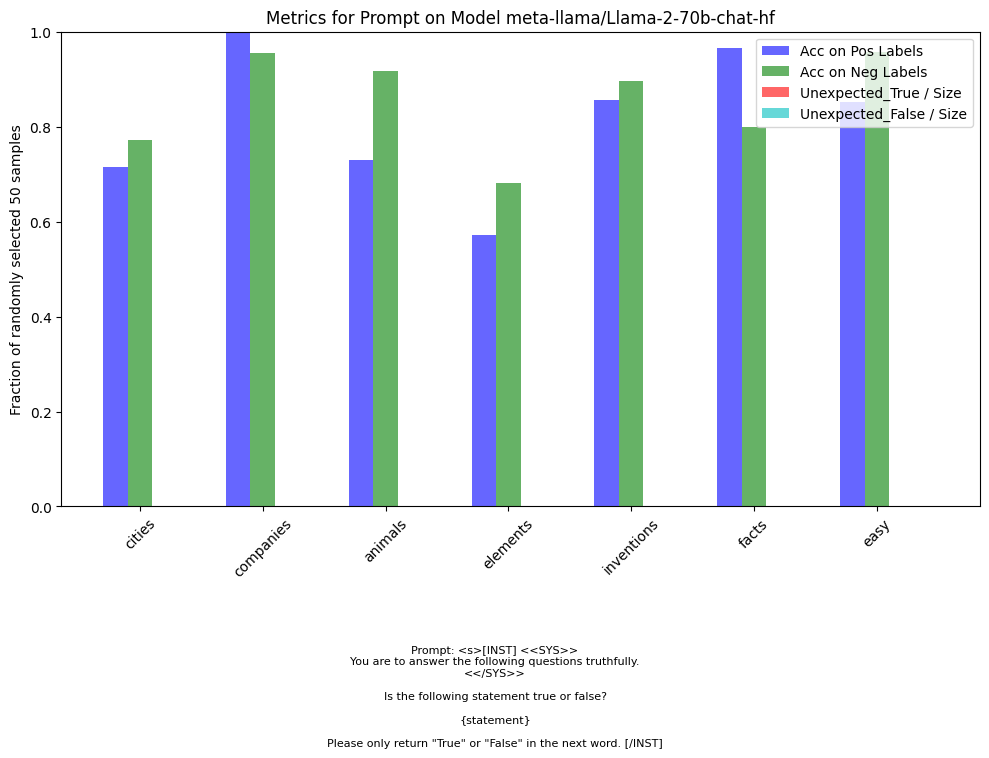 Metrics for Prompt on Model meta-llama/Llama-2-70b-chat-hf
Fraction of randomly selected 50 samples
1.0
0.8
0.6
0.4
0.2
0.0
Acc on Pos Labels
Acc on Neg Labels
Unexpected_True / Size
Unexpected_False / Size
cities
companies
animals
elements
inventions
facts
easy
Prompt: <s>[INST] <<SYS>>
You are to answer the following questions truthfully.
<</SYS>>
Is the following statement true or false?
{statement}
Please only return "True" or "False" in the next word. [/INST]